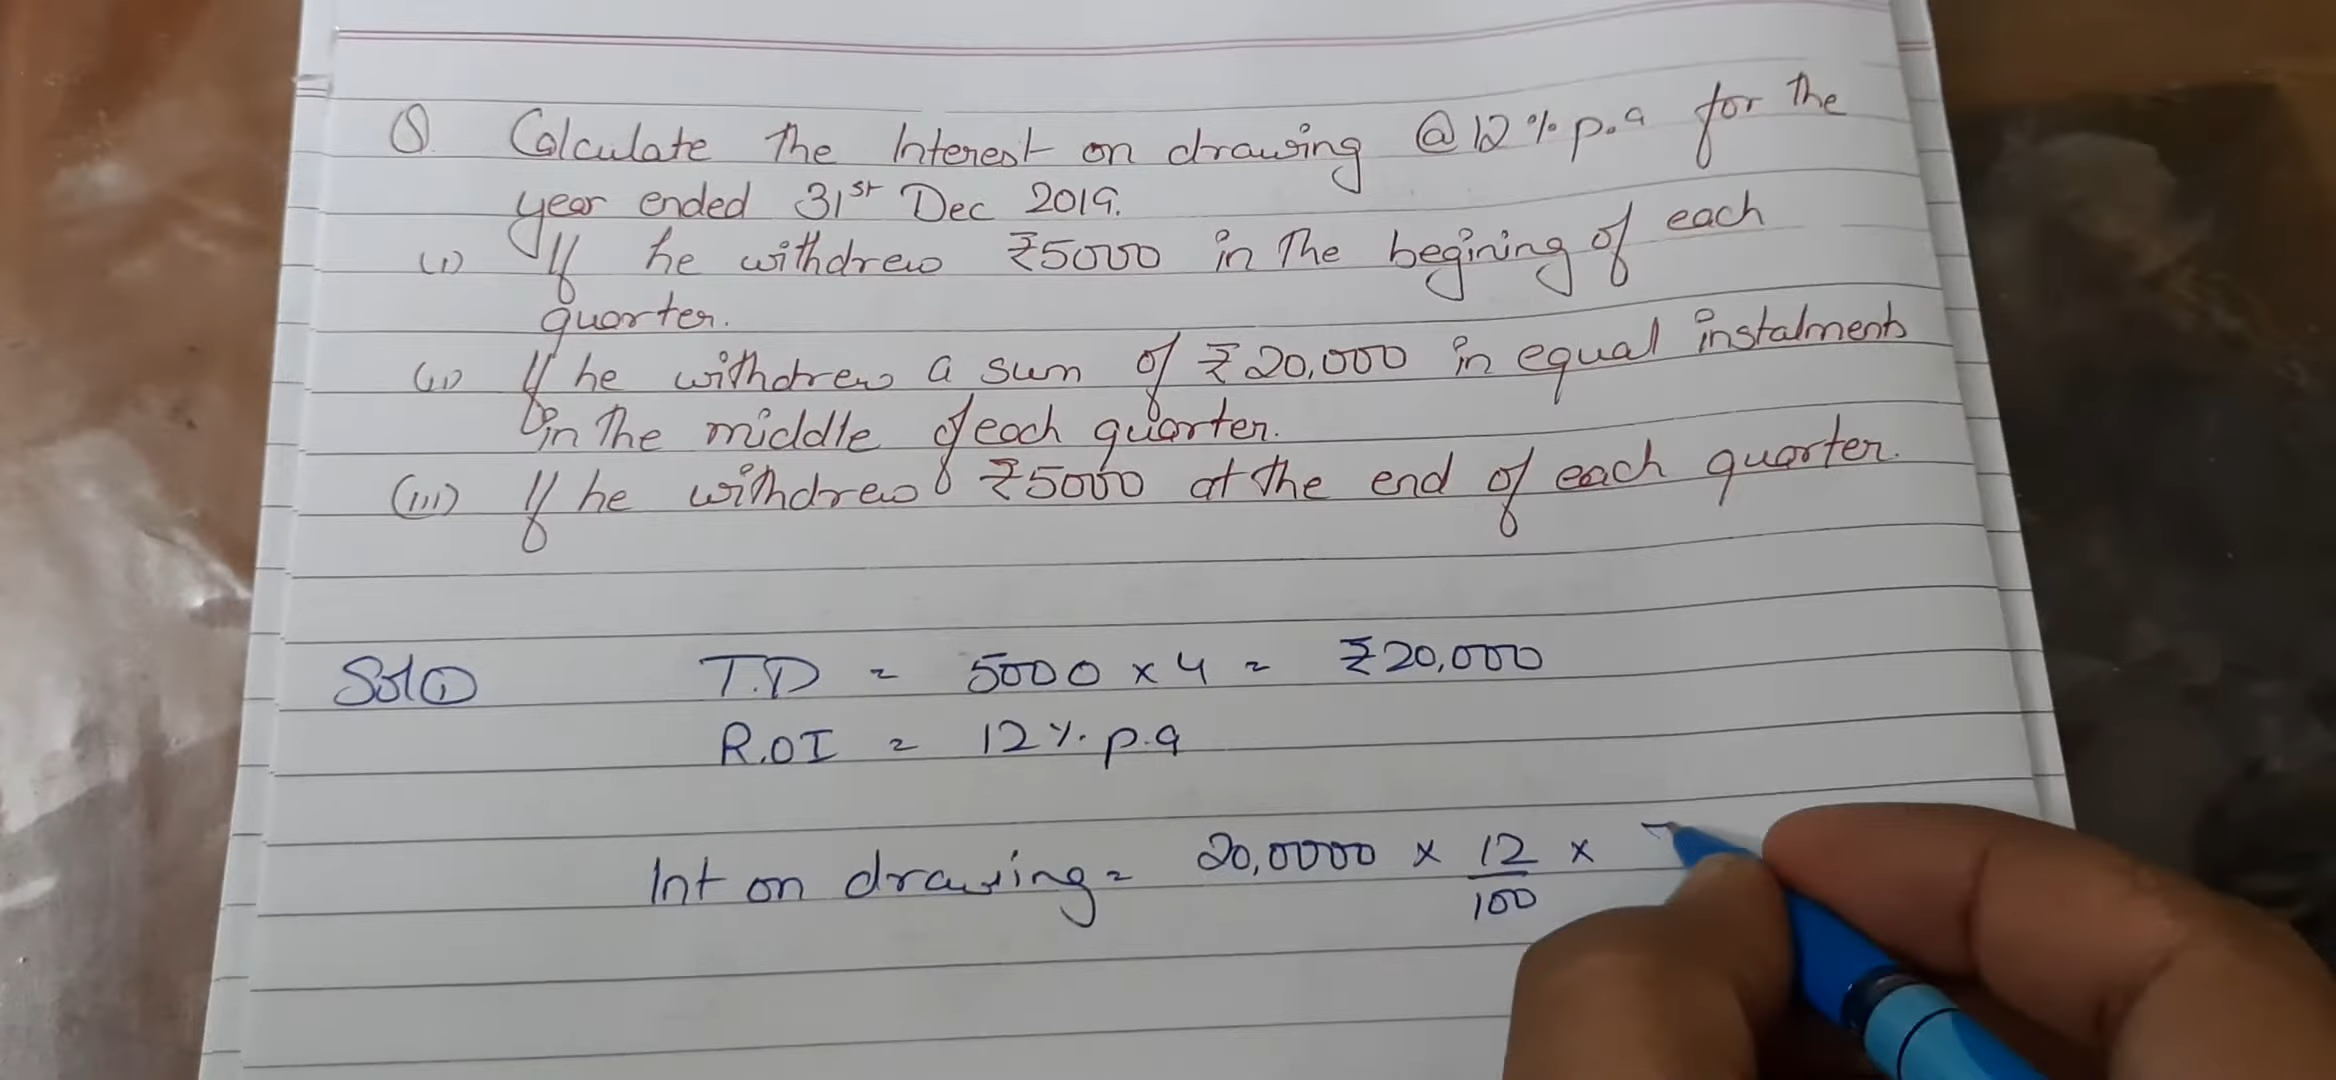 Q Calculate the Interest on drawing @ 12% p.a for the
year ended 31st Dec 2019.
(i) If he withdrew ₹5000 in the begining of each
quarter.
(ii) If he withdrew a sum of ₹20,000 in equal instalments
in the middle of each quarter.
(iii) If he withdrew ₹5000 at the end of each quarter.
Sol ① T.D = 5000 × 4 = ₹20,000
R.OI = 12% p.a
Int on drawing = 20,0000 × 12/100 ×